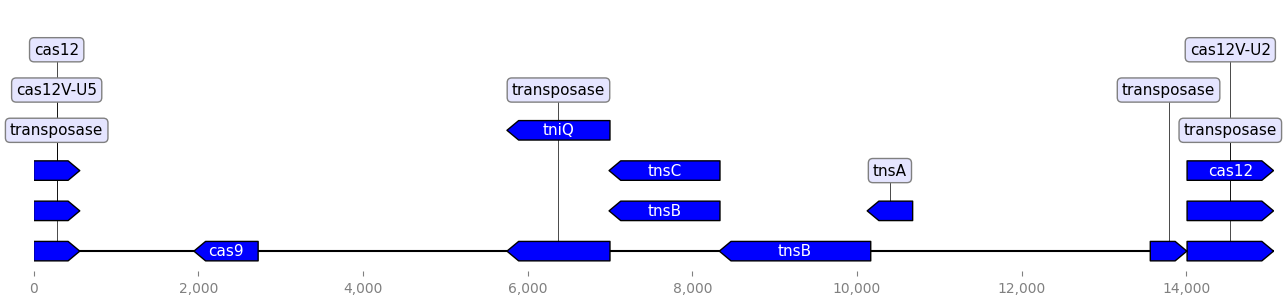 cas12
cas12V-U2
cas12V-U5
transposase
transposase
transposase
tniQ
transposase
tnsC
tnsA
cas12
tnsB
cas9
tnsB
0
2,000
4,000
6,000
8,000
10,000
12,000
14,000